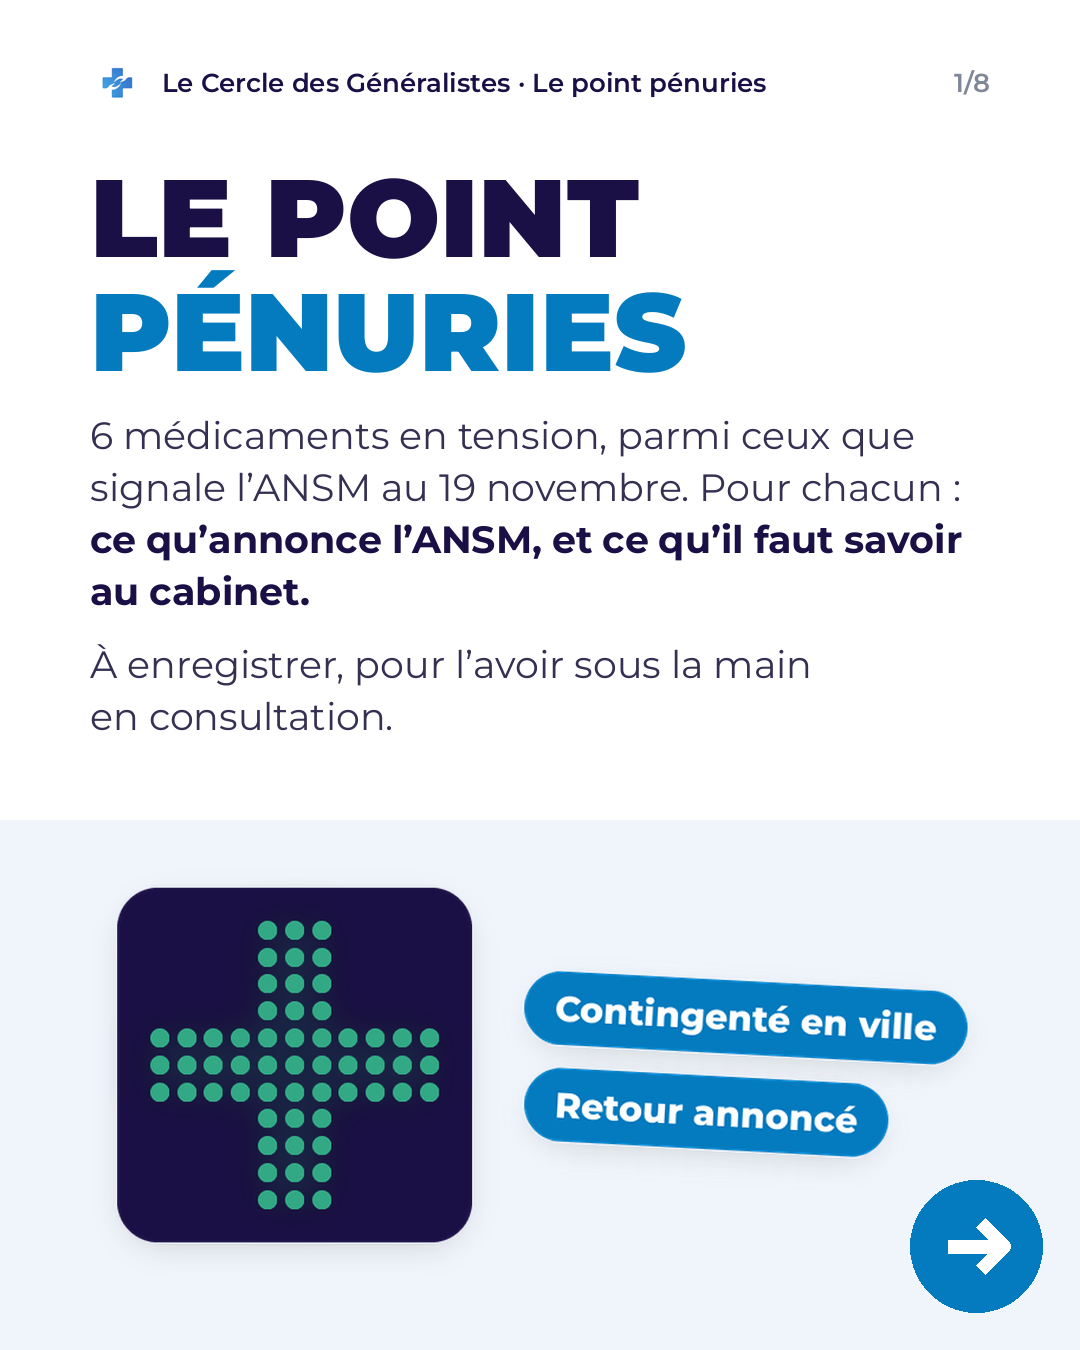 Le Cercle des Généralistes · Le point pénuries
1/8
LE POINT
PÉNURIES
6 médicaments en tension, parmi ceux que
signale l’ANSM au 19 novembre. Pour chacun :
ce qu’annonce l’ANSM, et ce qu’il faut savoir
au cabinet.
À enregistrer, pour l’avoir sous la main
en consultation.
Contingenté en ville
Retour annoncé